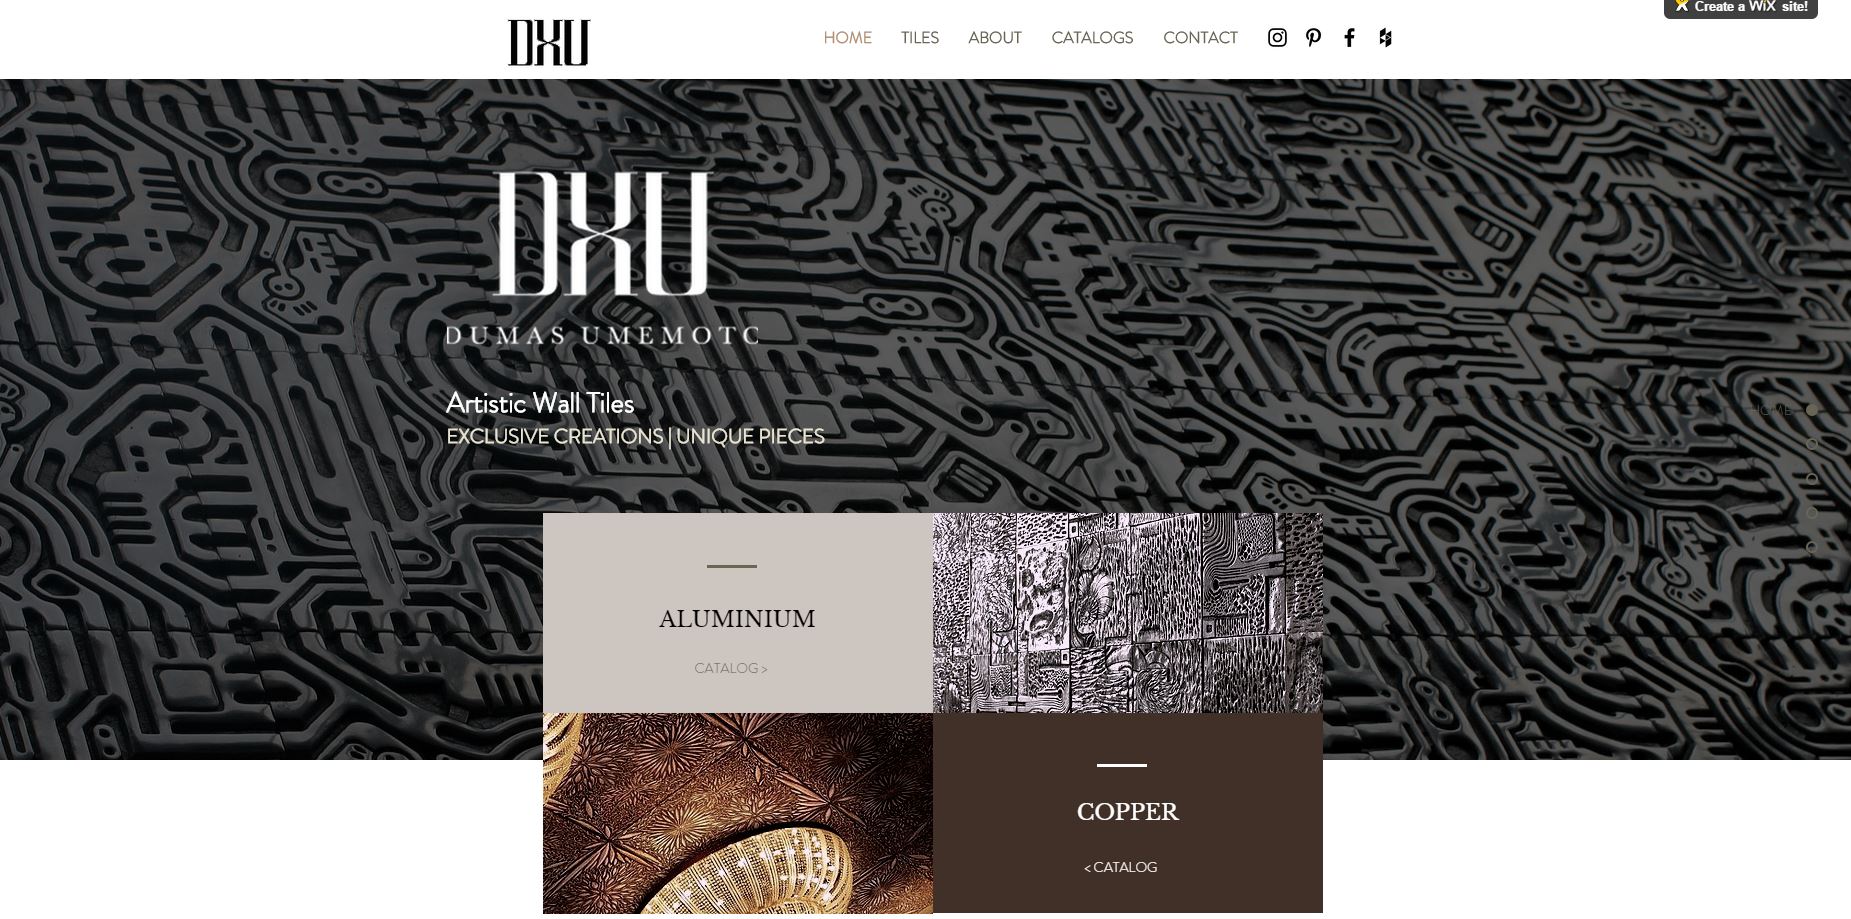 Create a WiX site!
DXU
HOME TILES ABOUT CATALOGS CONTACT
DXU
DUMAS UMEMOTO
Artistic Wall Tiles
EXCLUSIVE CREATIONS | UNIQUE PIECES
HOME
ALUMINIUM
CATALOG >
COPPER
< CATALOG